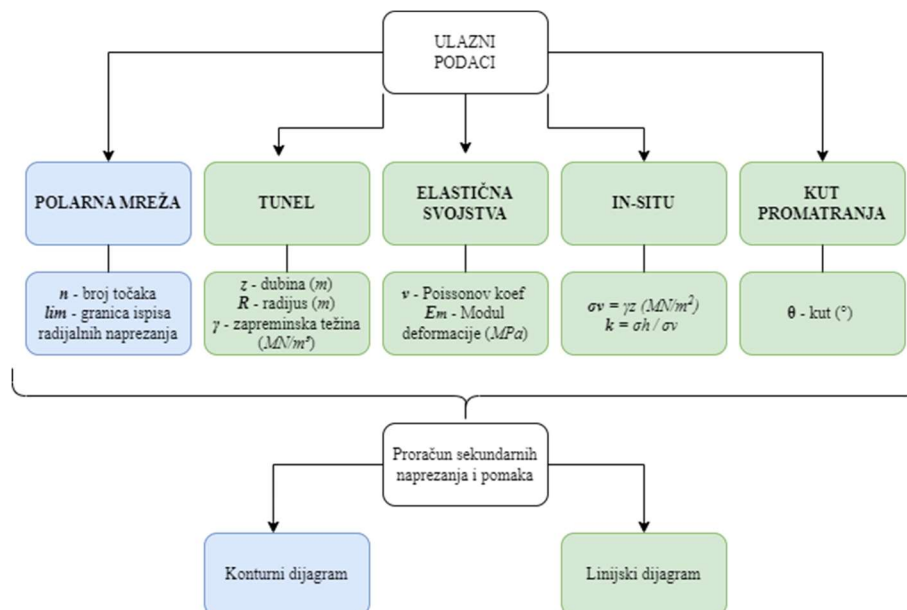 ULAZNI
PODACI
POLARNA MREŽA
TUNEL
ELASTIČNA
SVOJSTVA
IN-SITU
KUT
PROMATRANJA
n - broj točaka
lim - granica ispisa
radijalnih naprezanja
z - dubina (m)
R - radijus (m)
γ - zapreminska težina
(MN/m³)
v - Poissonov koef
Em - Modul
deformacije (MPa)
σv = γz (MN/m²)
k = σh / σv
θ - kut (°)
Proračun sekundarnih
naprezanja i pomaka
Konturni dijagram
Linijski dijagram